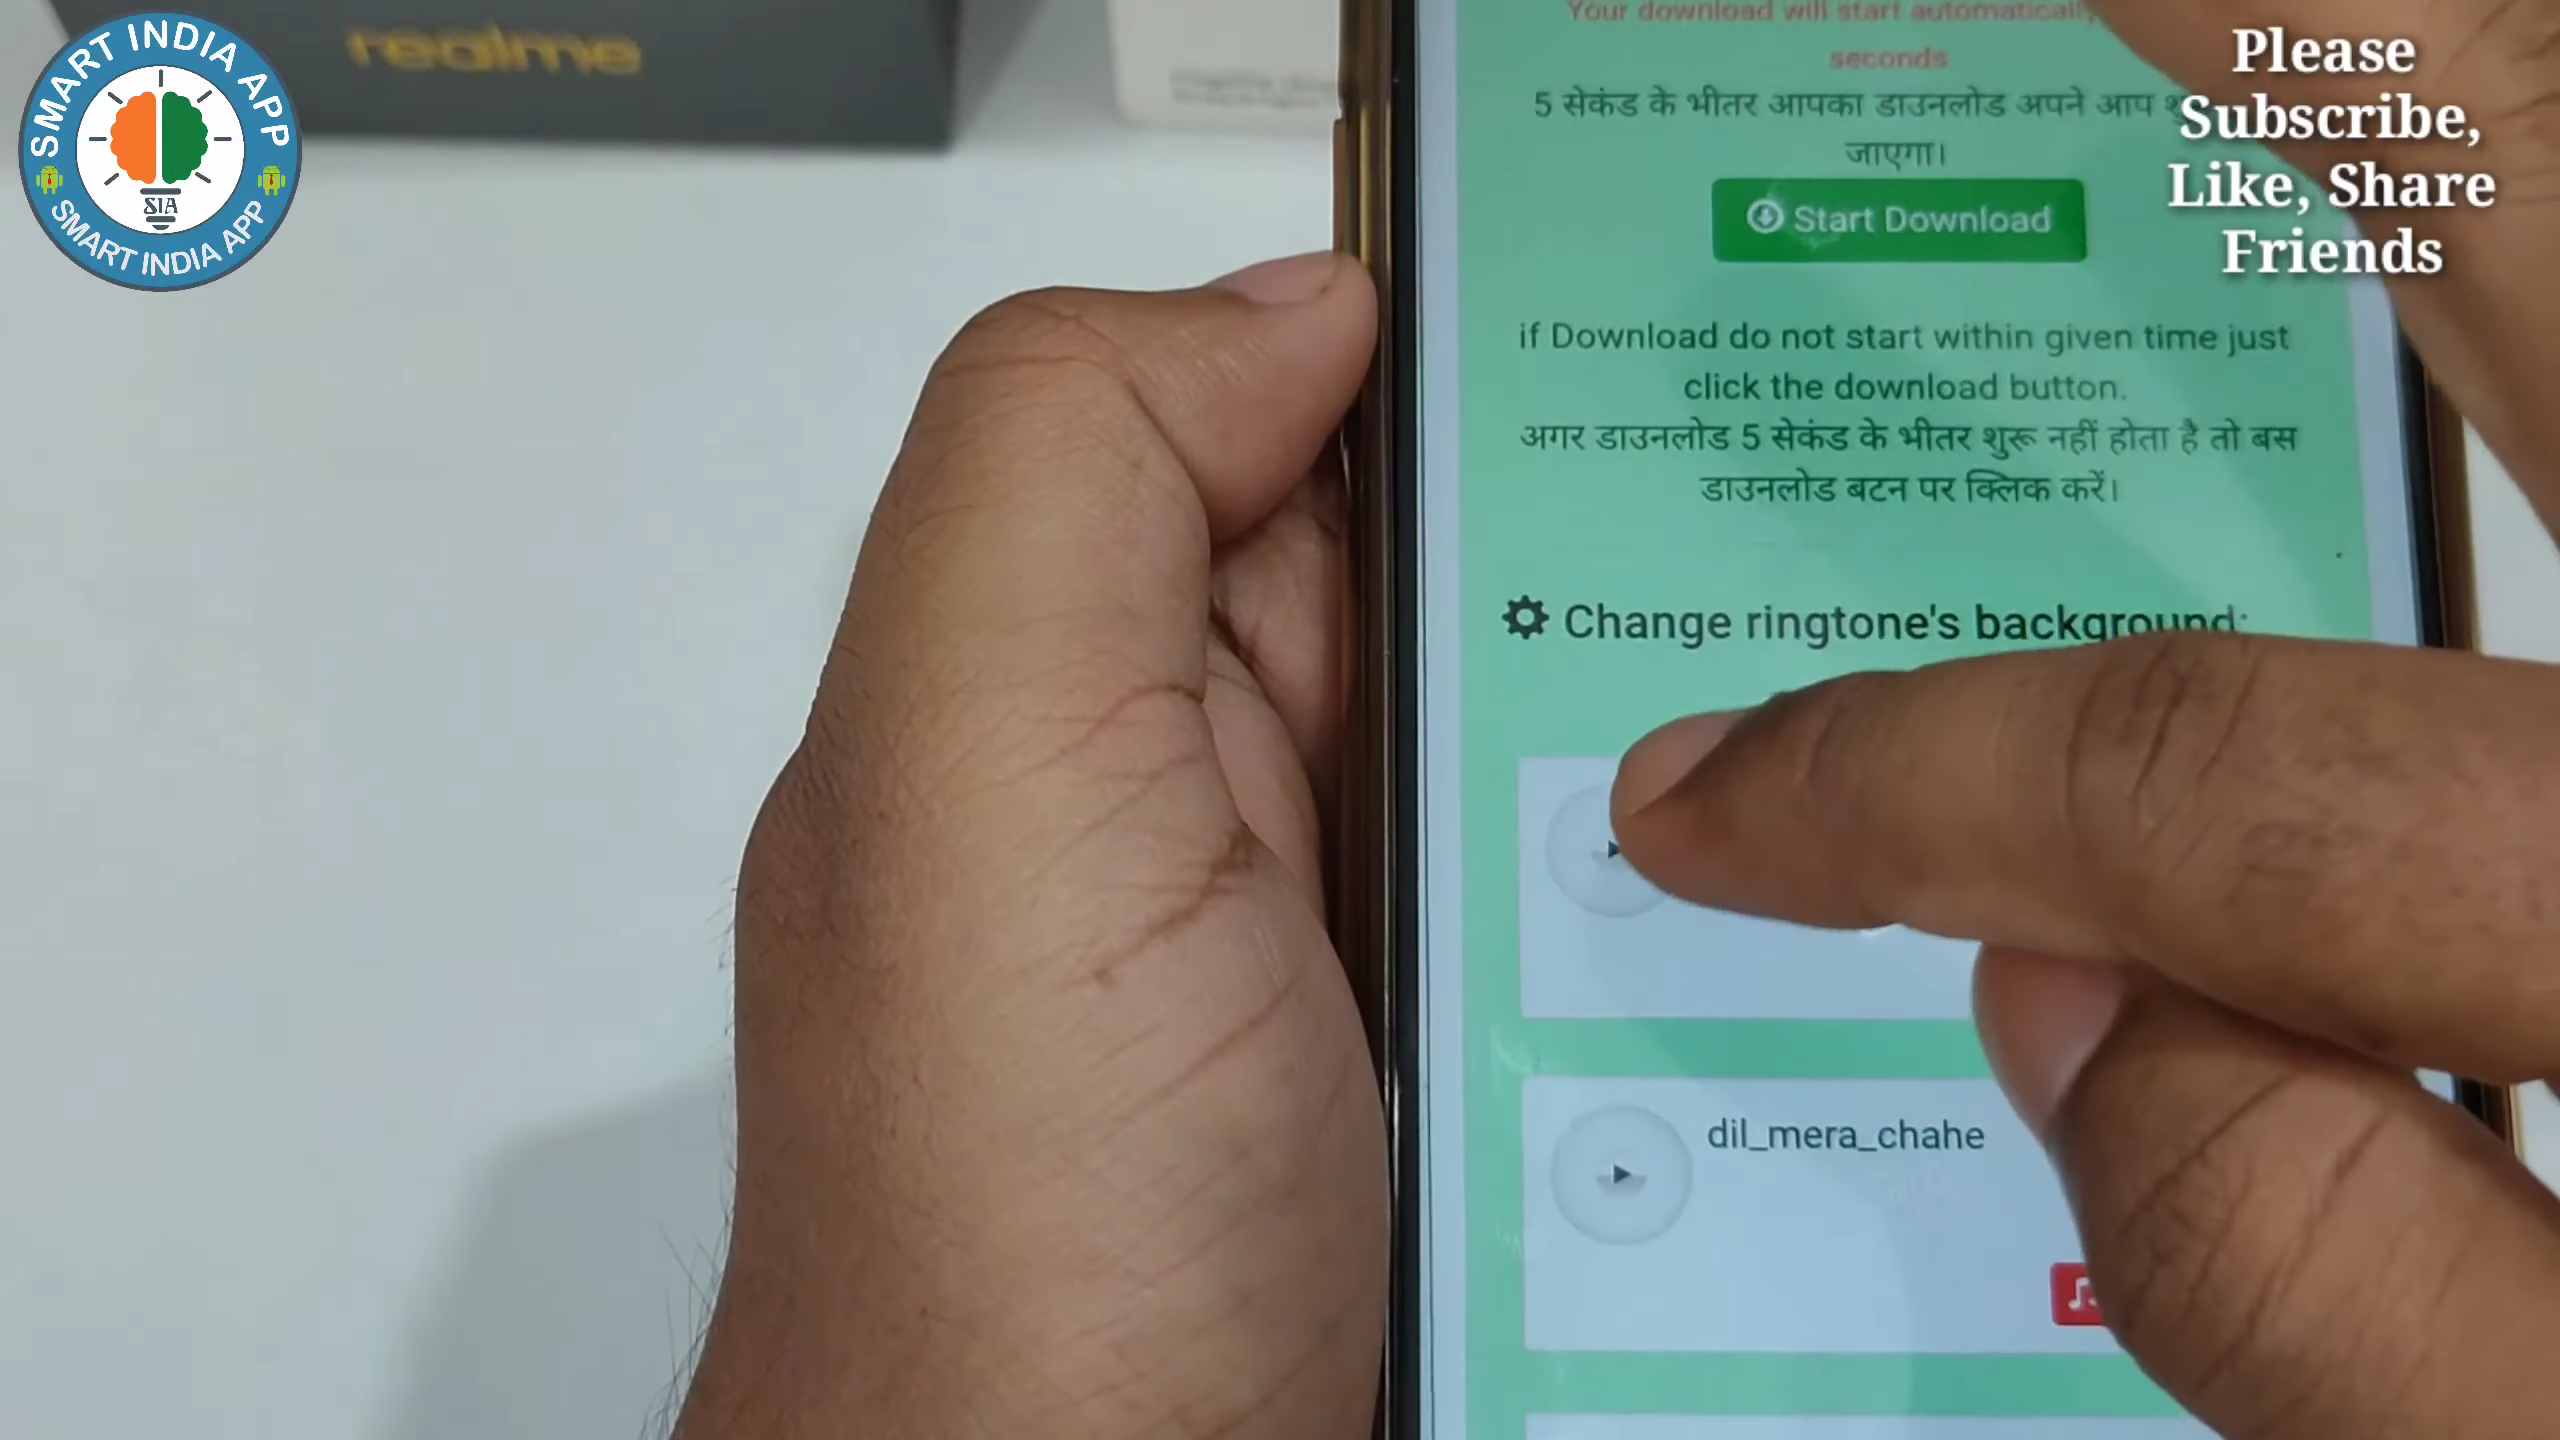 SMART INDIA APP
SIA
SMART INDIA APP
realme
Please
Subscribe,
Like, Share
Friends
Your download will start automatically
seconds
5 सेकंड के भीतर आपका डाउनलोड अपने आप
जाएगा।
Start Download
if Download do not start within given time just
click the download button.
अगर डाउनलोड 5 सेकंड के भीतर शुरू नहीं होता है तो बस
डाउनलोड बटन पर क्लिक करें।
Change ringtone's background:
dil_mera_chahe